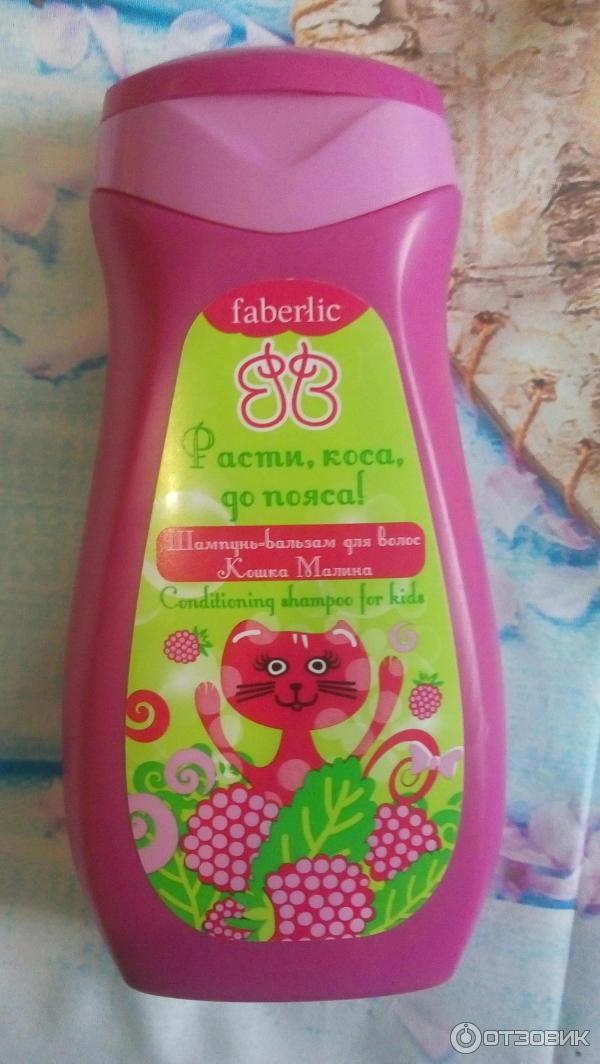 faberlic
Расти, коса,
до пояса!
Шампунь-бальзам для волос
Кошка Малина
Conditioning shampoo for kids
ОТЗОВИК